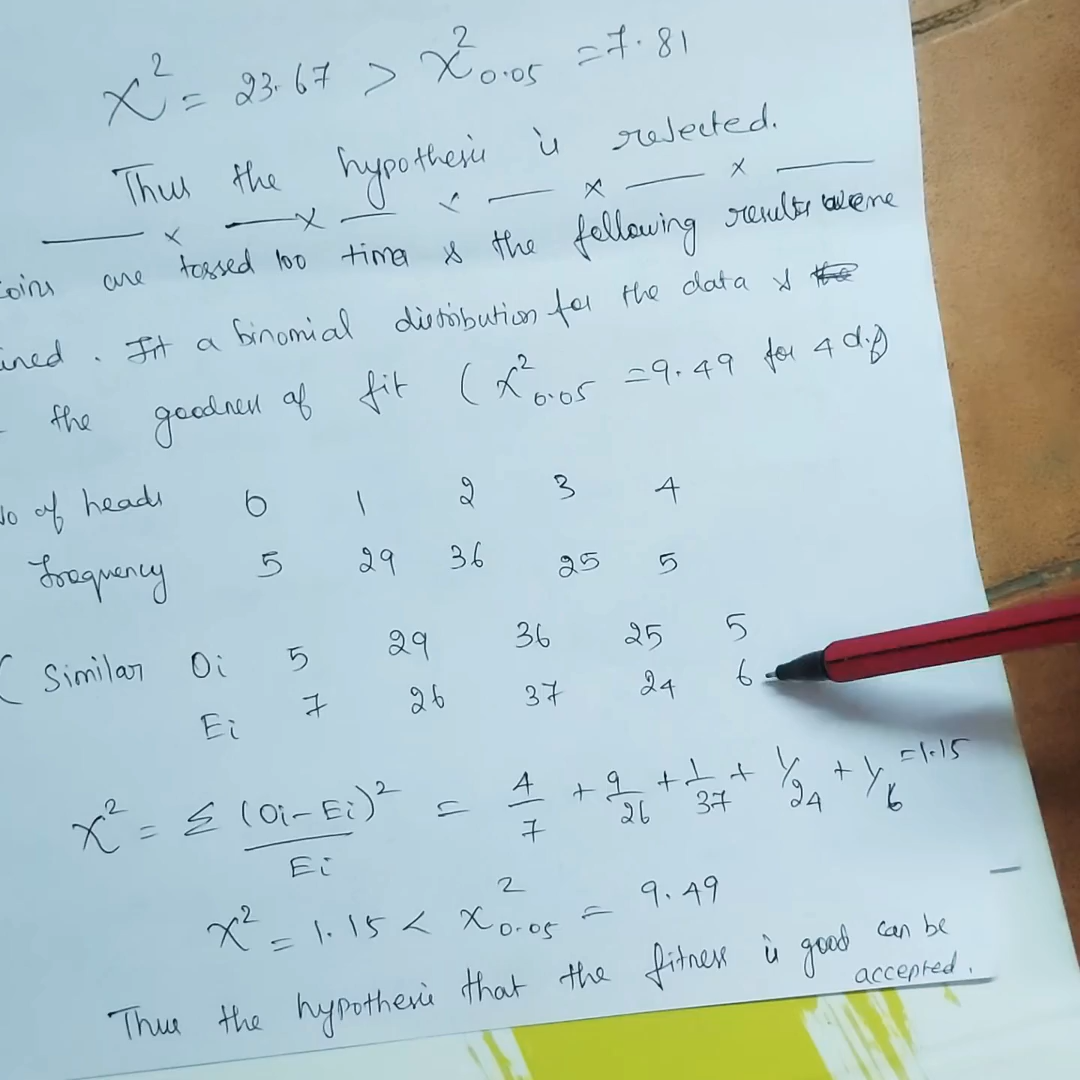 χ² = 23.67 > χ²0.05 = 7.81
Thus the hypothesis is rejected.
coins are tossed 100 times & the following results were
ined. Fit a binomial distribution for the data & the
the goodness of fit (χ²0.05 = 9.49 for 4 d.f)
No of heads 0 1 2 3 4
Frequency 5 29 36 25 5
( Similar Oi 5 29 36 25 5
Ei 7 26 37 24 6
χ² = Σ (Oi - Ei)² / Ei = 4/7 + 9/26 + 1/37 + 1/24 + 1/6 = 1.15
χ² = 1.15 < χ²0.05 = 9.49
Thus the hypothesis that the fitness is good can be
accepted.